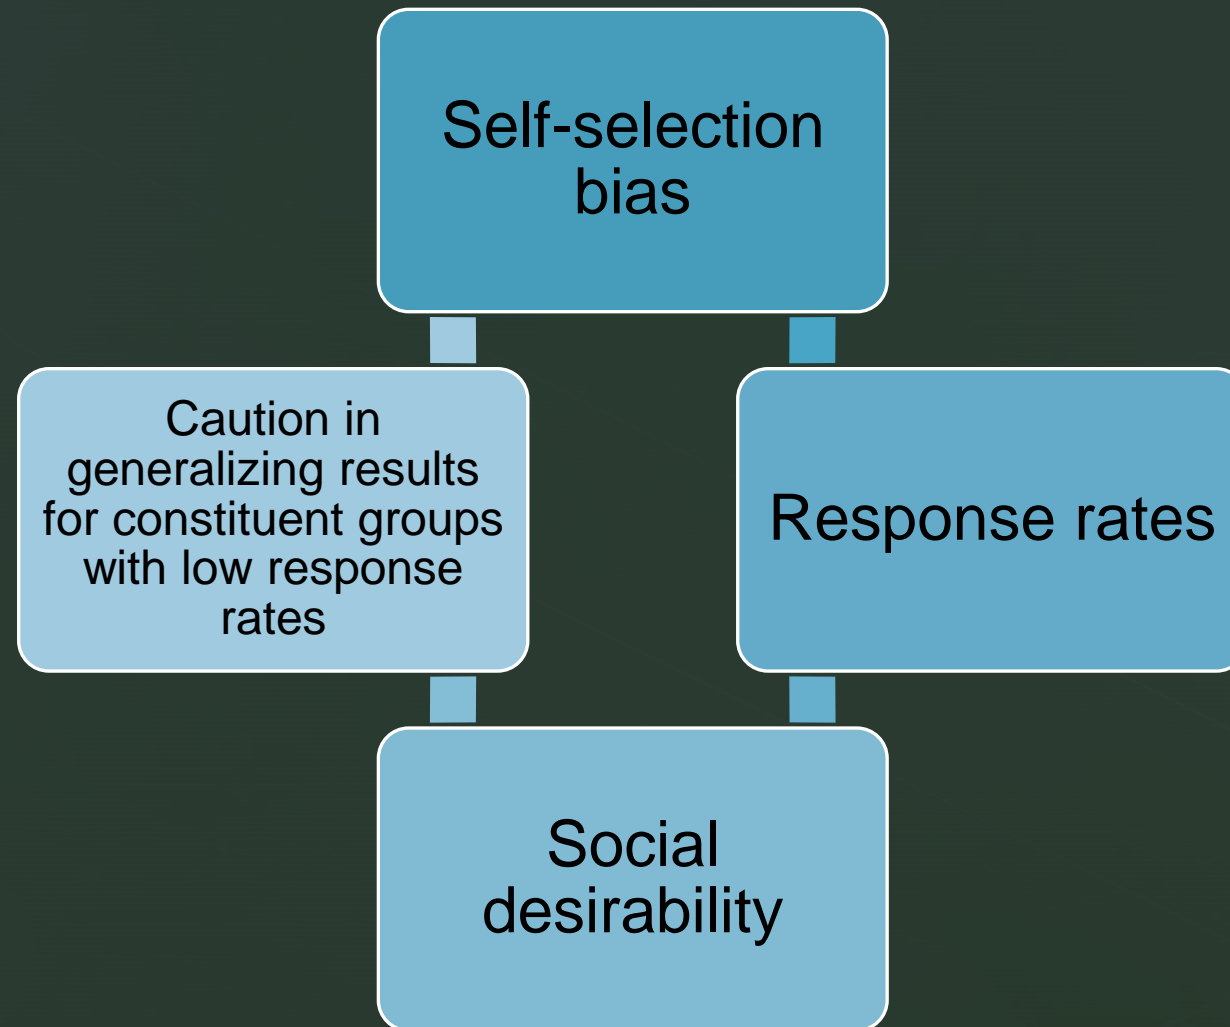 Self-selection
bias
Caution in
generalizing results
for constituent groups
with low response
rates
Response rates
Social
desirability